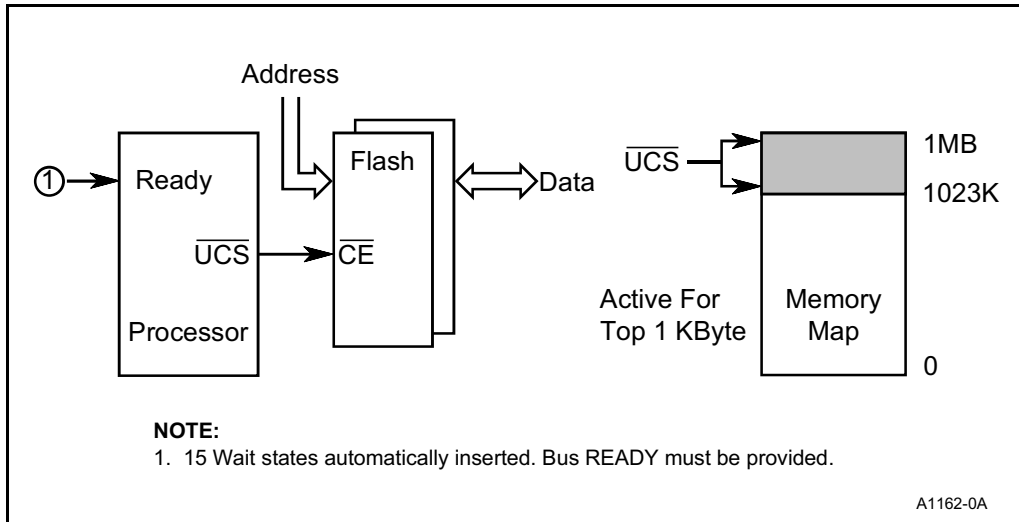 Address
Flash
1
Ready
UCS
CE
Processor
Data
UCS
1MB
1023K
Active For
Top 1 KByte
Memory
Map
0
NOTE:
1. 15 Wait states automatically inserted. Bus READY must be provided.
A1162-0A